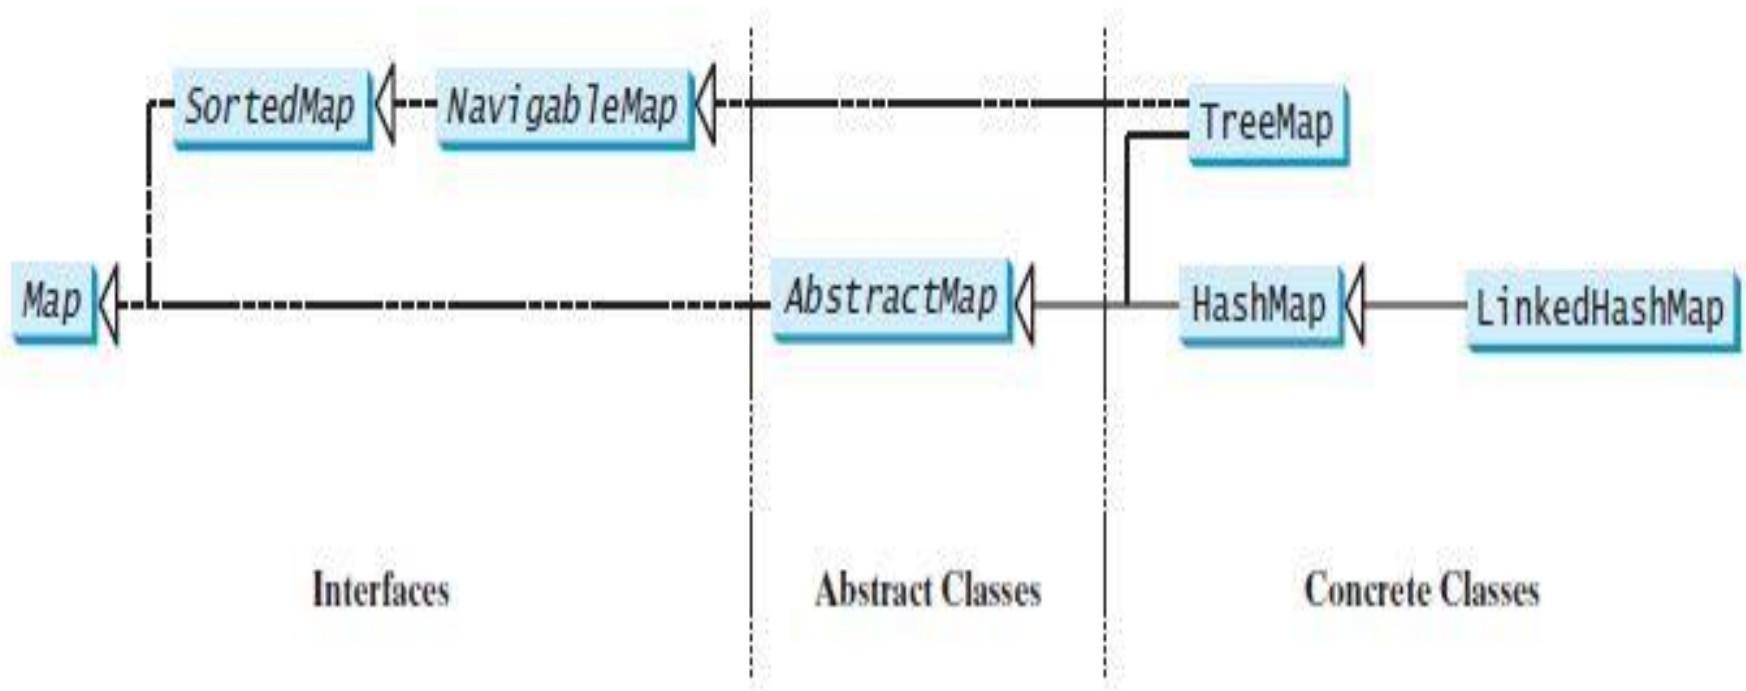 SortedMap
NavigableMap
TreeMap
Map
AbstractMap
HashMap
LinkedHashMap
Interfaces
Abstract Classes
Concrete Classes